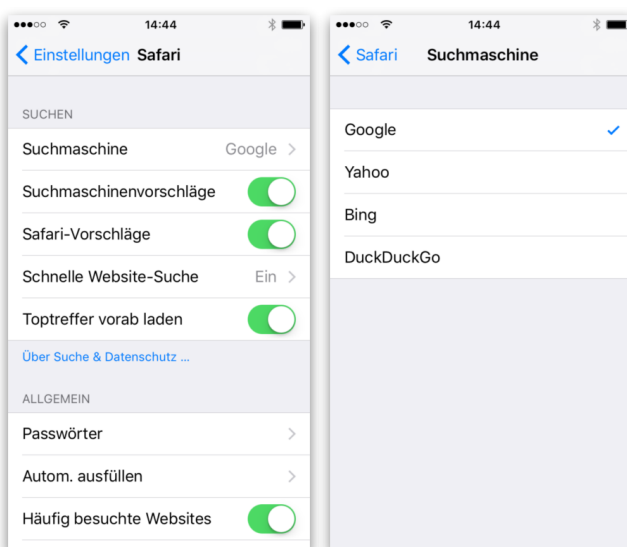 14:44
Einstellungen Safari
SUCHEN
Suchmaschine Google
Suchmaschinenvorschläge
Safari-Vorschläge
Schnelle Website-Suche Ein
Toptreffer vorab laden
Über Suche & Datenschutz ...
ALLGEMEIN
Passwörter
Autom. ausfüllen
Häufig besuchte Websites
14:44
Safari Suchmaschine
Google
Yahoo
Bing
DuckDuckGo